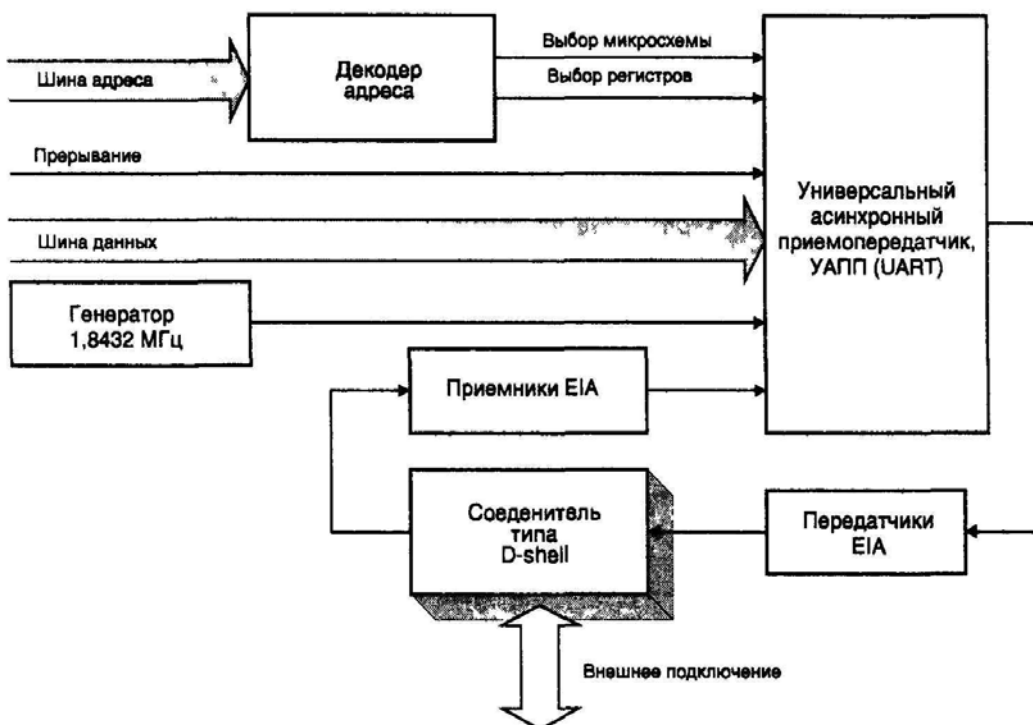 Выбор микросхемы
Декодер
адреса
Шина адреса
Выбор регистров
Прерывание
Универсальный
асинхронный
приемопередатчик,
УАПП (UART)
Шина данных
Генератор
1,8432 МГц
Приемники EIA
Соеденитель
типа
D-shell
Передатчики
EIA
Внешнее подключение